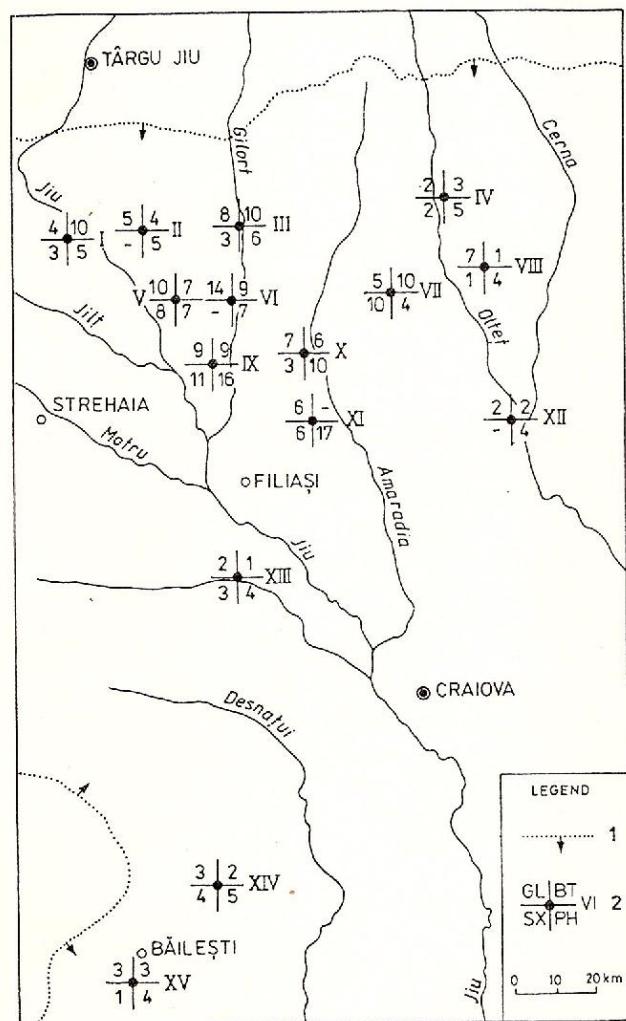 TÂRGU JIU
Gilort
Cerna
Jiu
2 3
2 5 IV
4 10
3 5 I
5 4
- 5 II
8 10
3 6 III
7 1
1 4 VIII
10 7
8 7 V
14 9
- 7 VI
5 10
10 4 VII
Jilt
Oltet
9 9
11 16 IX
7 6
3 10 X
STREHAIA
6 -
6 17 XI
2 2
- 4 XII
Motru
FILIAȘI
Amaradia
Jiu
2 1
3 4 XIII
CRAIOVA
Desnațui
LEGEND
1
3 2
4 5 XIV
GL BT
SX PH VI 2
BĂILEȘTI
3 3
1 4 XV
Jiu
0 10 20 km